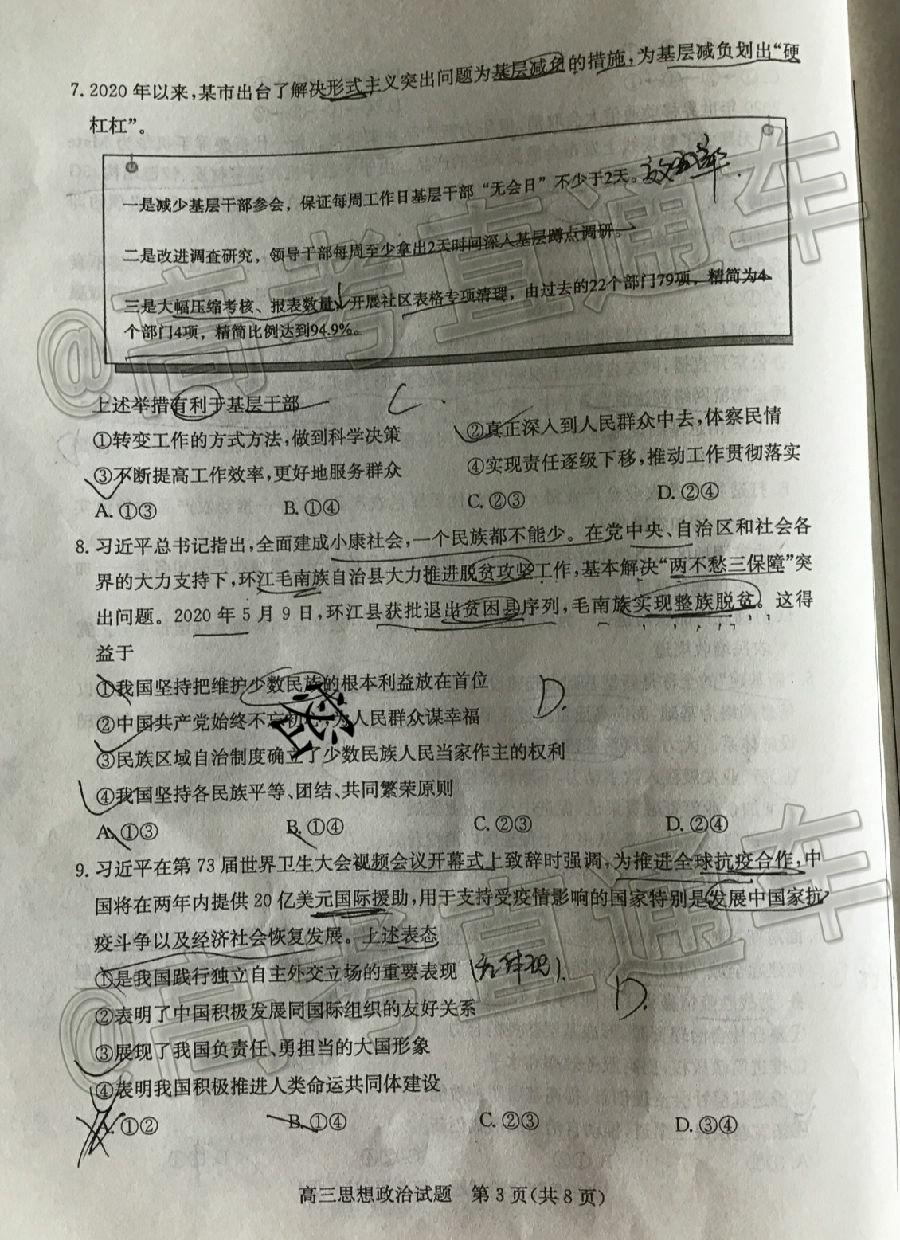 7. 2020年以来,某市出台了解决形式主义突出问题为基层减负的措施,为基层减负划出“硬
杠杠”。
一是减少基层干部参会,保证每周工作日基层干部“无会日”不少于2天。
二是改进调查研究,领导干部每周至少拿出2天时间深入基层蹲点调研。
三是大幅压缩考核、报表数量,开展社区表格专项清理,由过去的22个部门79项,精简为4
个部门4项,精简比例达到94.9%。
上述举措有利于基层干部 C.
①转变工作的方式方法,做到科学决策 ②真正深入到人民群众中去,体察民情
③不断提高工作效率,更好地服务群众 ④实现责任逐级下移,推动工作贯彻落实
A. ①③ B. ①④ C. ②③ D. ②④
8. 习近平总书记指出,全面建成小康社会,一个民族都不能少。在党中央、自治区和社会各
界的大力支持下,环江毛南族自治县大力推进脱贫攻坚工作,基本解决“两不愁三保障”突
出问题。2020年5月9日,环江县获批退出贫困县序列,毛南族实现整族脱贫。这得
益于
①我国坚持把维护少数民族的根本利益放在首位 D.
②中国共产党始终不忘初心,为人民群众谋幸福
③民族区域自治制度确立了少数民族人民当家作主的权利
④我国坚持各民族平等、团结、共同繁荣原则
A. ①③ B. ①④ C. ②③ D. ②④
9. 习近平在第73届世界卫生大会视频会议开幕式上致辞时强调,为推进全球抗疫合作,中
国将在两年内提供20亿美元国际援助,用于支持受疫情影响的国家特别是发展中国家抗
疫斗争以及经济社会恢复发展。上述表态
①是我国践行独立自主外交立场的重要表现 (无体现). D.
②表明了中国积极发展同国际组织的友好关系
③展现了我国负责任、勇担当的大国形象
④表明我国积极推进人类命运共同体建设
A. ①② B. ①④ C. ②③ D. ③④
高三思想政治试题 第3页(共8页)
@高考直通车
@高考直通车